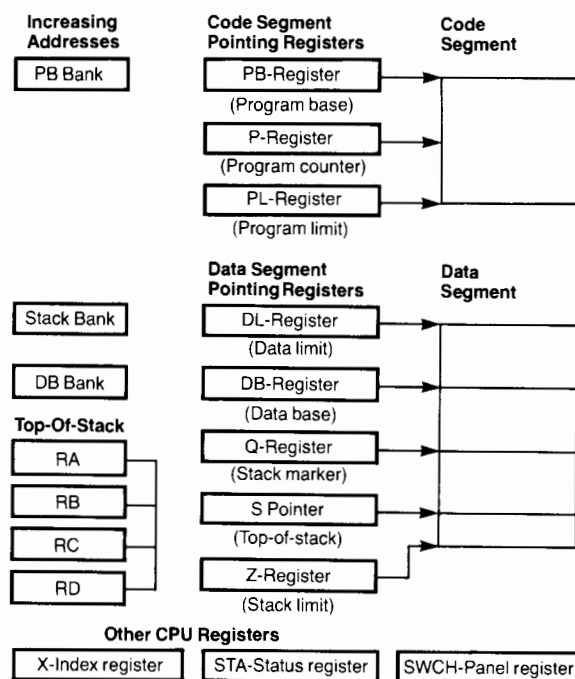 Increasing
Addresses
Code Segment
Pointing Registers
Code
Segment
PB Bank
PB-Register
(Program base)
P-Register
(Program counter)
PL-Register
(Program limit)
Data Segment
Pointing Registers
Data
Segment
Stack Bank
DL-Register
(Data limit)
DB Bank
DB-Register
(Data base)
Top-Of-Stack
RA
Q-Register
(Stack marker)
RB
S Pointer
(Top-of-stack)
RC
RD
Z-Register
(Stack limit)
Other CPU Registers
X-Index register
STA-Status register
SWCH-Panel register